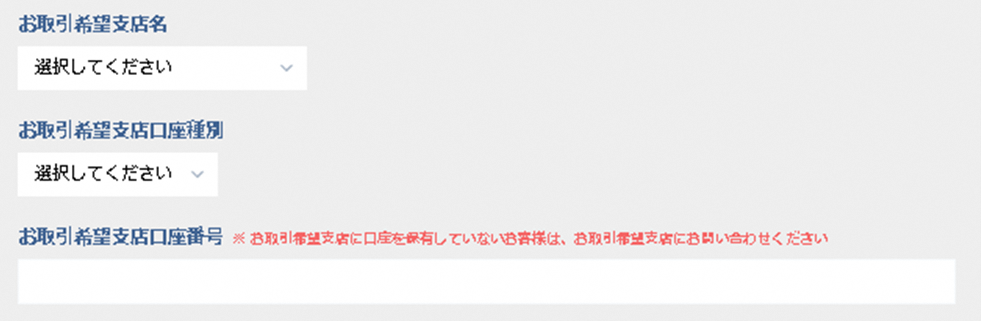 お取引希望支店名
選択してください
お取引希望支店口座種別
選択してください
お取引希望支店口座番号 ※ お取引希望支店に口座を保有していないお客様は、お取引希望支店にお問い合わせください